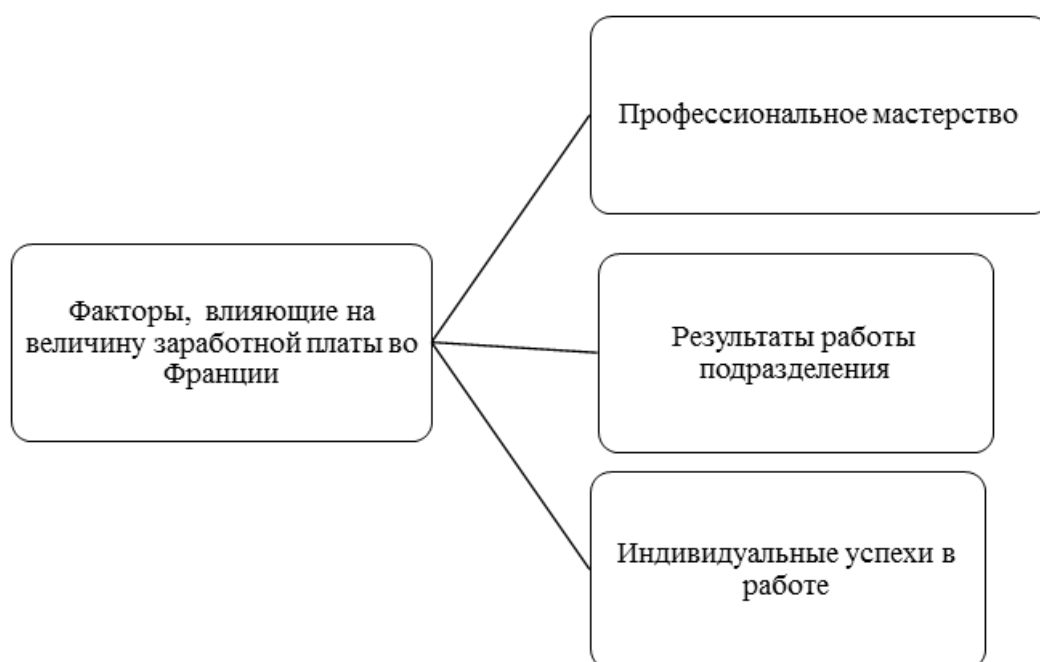 Профессиональное мастерство
Факторы,  влияющие на
величину заработной платы во
Франции
Результаты работы
подразделения
Индивидуальные успехи в
работе